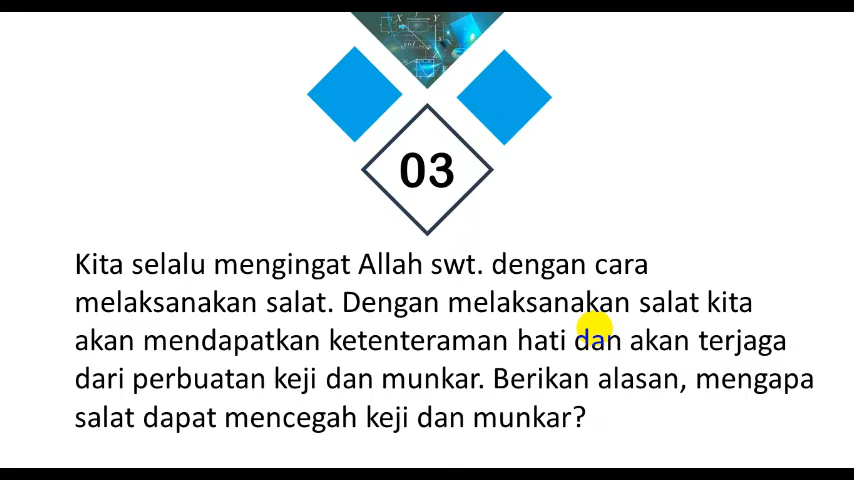 03
Kita selalu mengingat Allah swt. dengan cara
melaksanakan salat. Dengan melaksanakan salat kita
akan mendapatkan ketenteraman hati dan akan terjaga
dari perbuatan keji dan munkar. Berikan alasan, mengapa
salat dapat mencegah keji dan munkar?